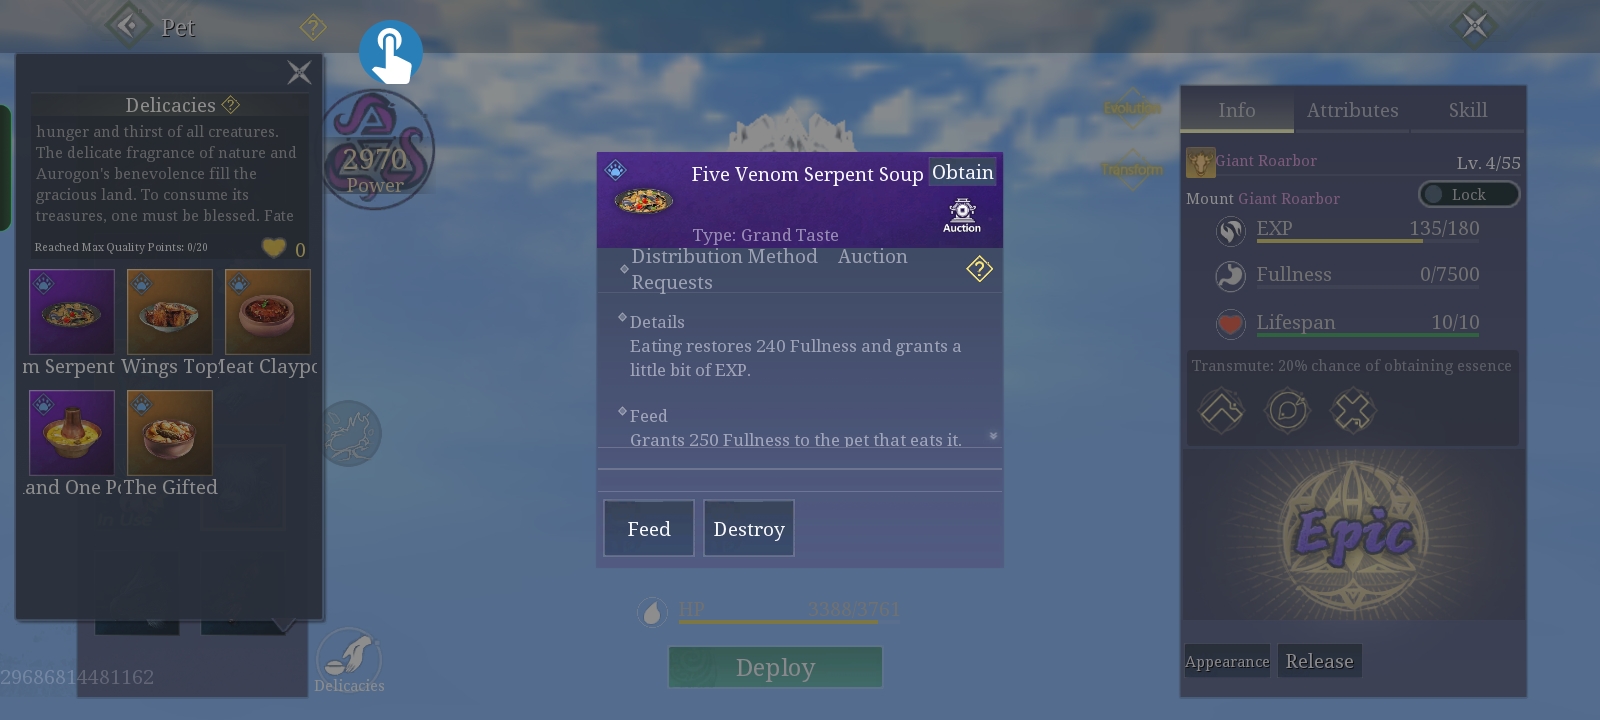 Pet
Delicacies
hunger and thirst of all creatures.
The delicate fragrance of nature and
Aurogon's benevolence fill the
gracious land. To consume its
treasures, one must be blessed. Fate
Reached Max Quality Points: 0/20
0
m Serpent
Wings Top
Meat Claypo
and One Po
The Gifted
In Use
29686814481162
2970
Power
Delicacies
Five Venom Serpent Soup
Obtain
Auction
Type: Grand Taste
Distribution Method Auction
Requests
Details
Eating restores 240 Fullness and grants a
little bit of EXP.
Feed
Grants 250 Fullness to the pet that eats it.
Feed
Destroy
HP 3388/3761
Deploy
Evolution
Transform
Info
Attributes
Skill
Giant Roarbor
Lv. 4/55
Mount Giant Roarbor
Lock
EXP 135/180
Fullness 0/7500
Lifespan 10/10
Transmute: 20% chance of obtaining essence
Epic
Appearance
Release